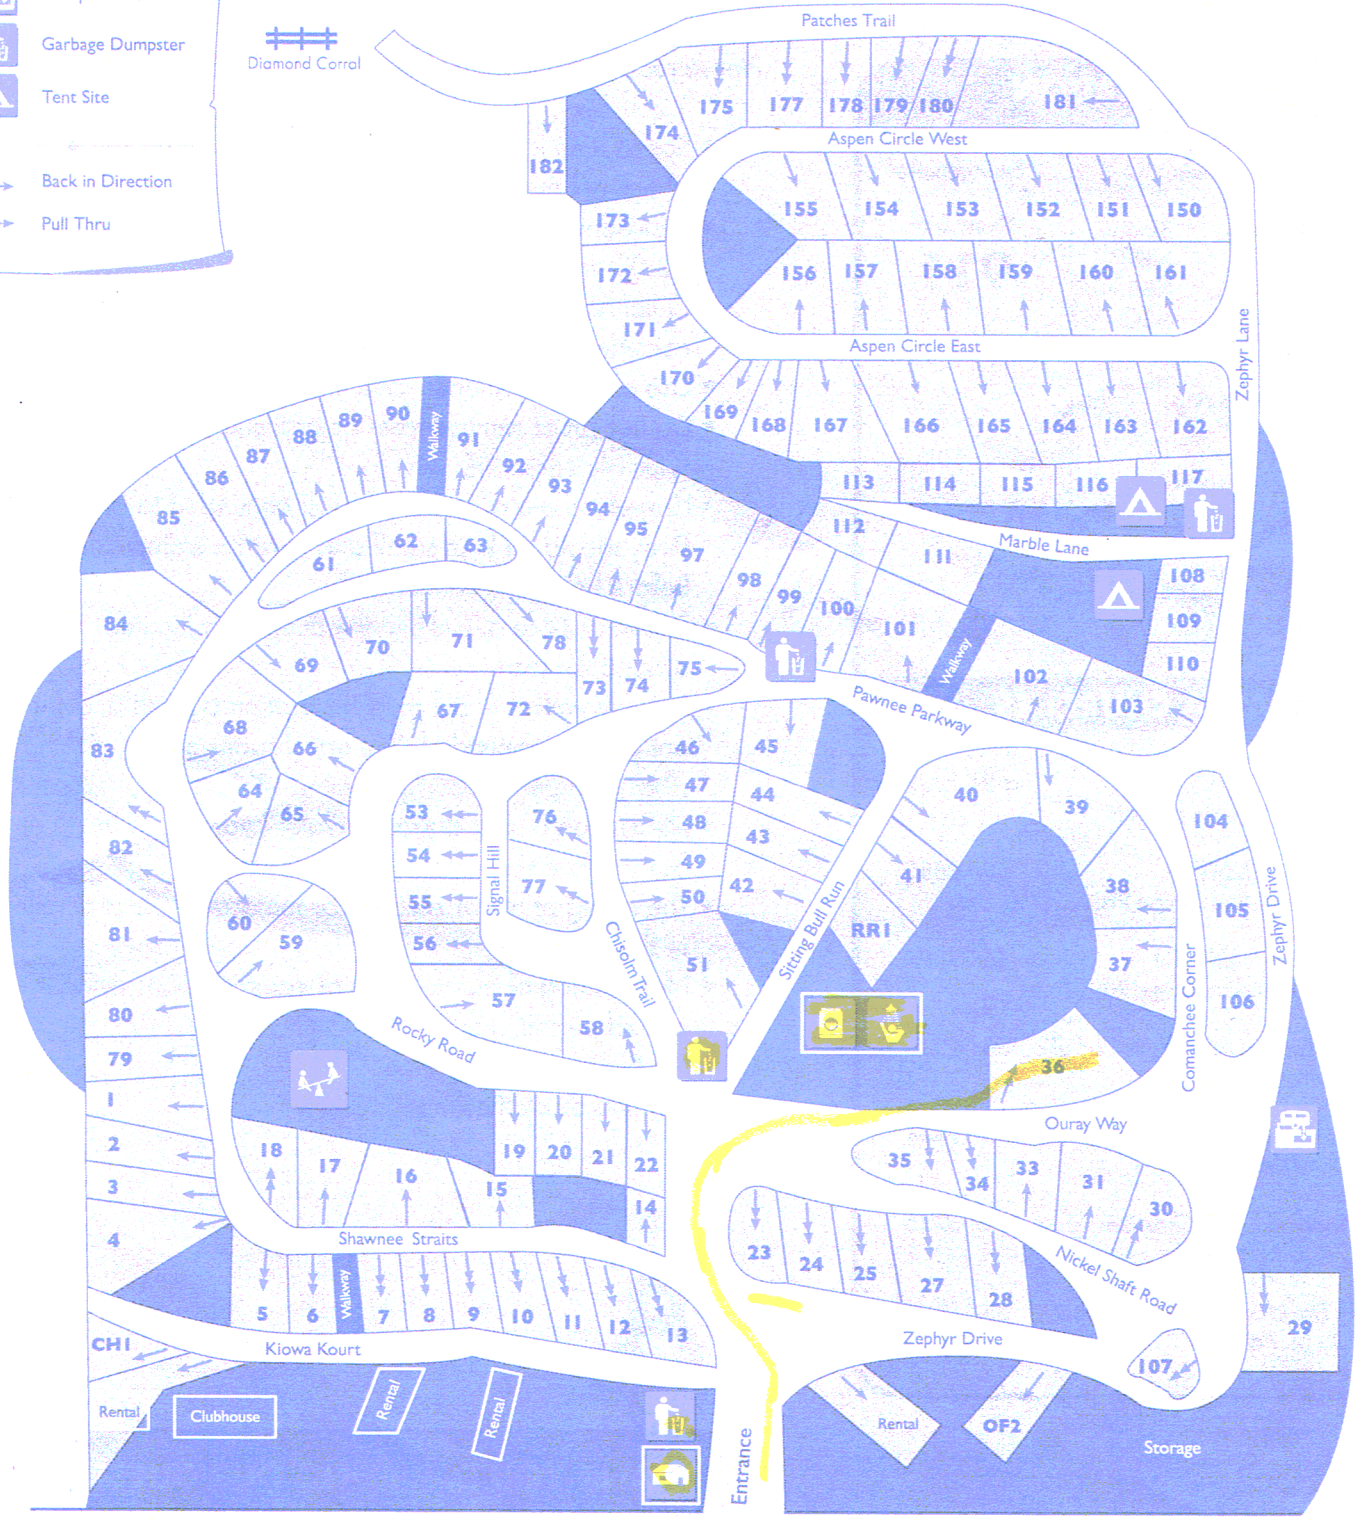 Garbage Dumpster
Tent Site
Back in Direction
Pull Thru
Diamond Corral
Patches Trail
175 177 178 179 180 181
174
182
Aspen Circle West
155 154 153 152 151 150
173
172
156 157 158 159 160 161
171
Aspen Circle East
Zephyr Lane
170
169 168 167 166 165 164 163 162
113 114 115 116 117
112
111
Marble Lane
108
109
110
90
89
88
87
86
85
84
Walkway
91
92
93
94
95
97
98
99
100
101
Walkway
102
103
Pawnee Parkway
61 62 63
69 70 71 78
73 74 75
68 66 67 72
64 65
83
82
81
80
79
60 59
53
54
55
56
57
58
Signal Hill
76
77
46 45
47 44
48 43
49
50 42
51
Chisolm Trail
Sitting Bull Run
40 39
41 38
RR1 37
36
Comanchee Corner
104
105
106
Zephyr Drive
Rocky Road
Ouray Way
1
2
3
4
18 17 16 15
19 20 21 22
14
Shawnee Straits
35 34 33 31 30
23 24 25 27 28
Nickel Shaft Road
29
5 6 Walkway 7 8 9 10 11 12 13
Kiowa Kourt
Zephyr Drive
107
CH1
Rental
Clubhouse
Rental
Rental
Entrance
Rental
OF2
Storage